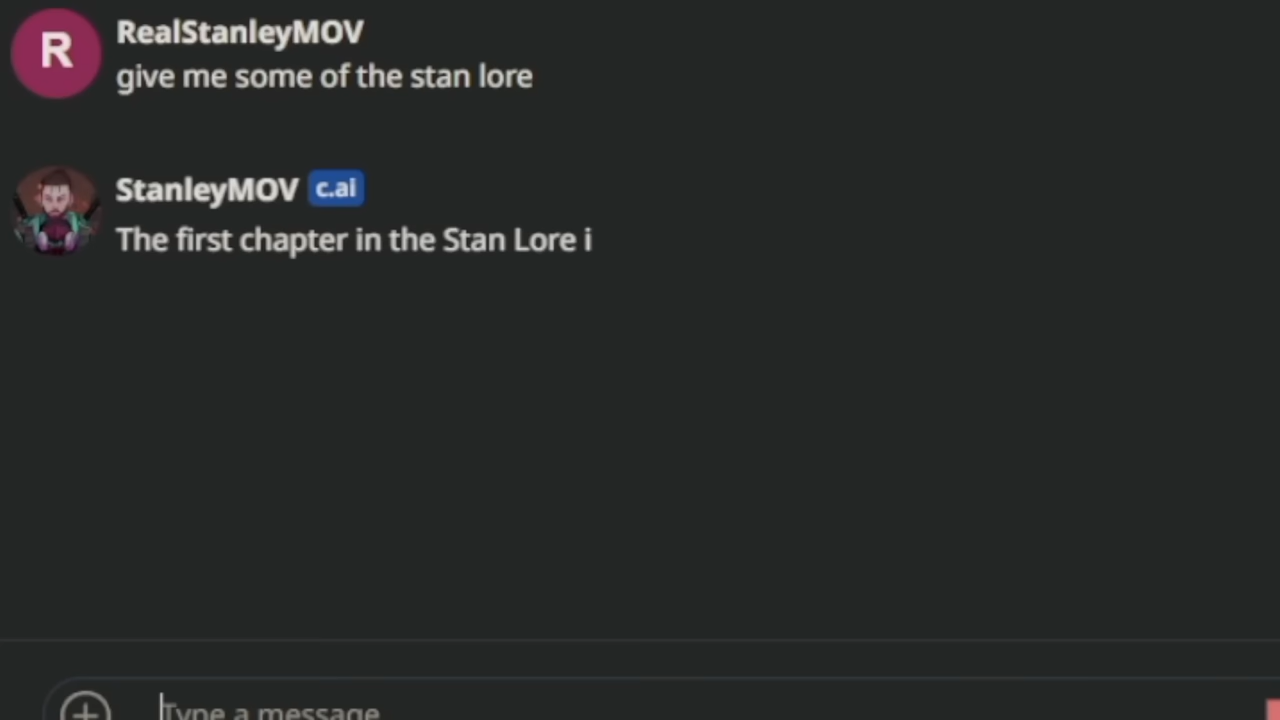 R
RealStanleyMOV
give me some of the stan lore
StanleyMOV c.ai
The first chapter in the Stan Lore i
Type a message